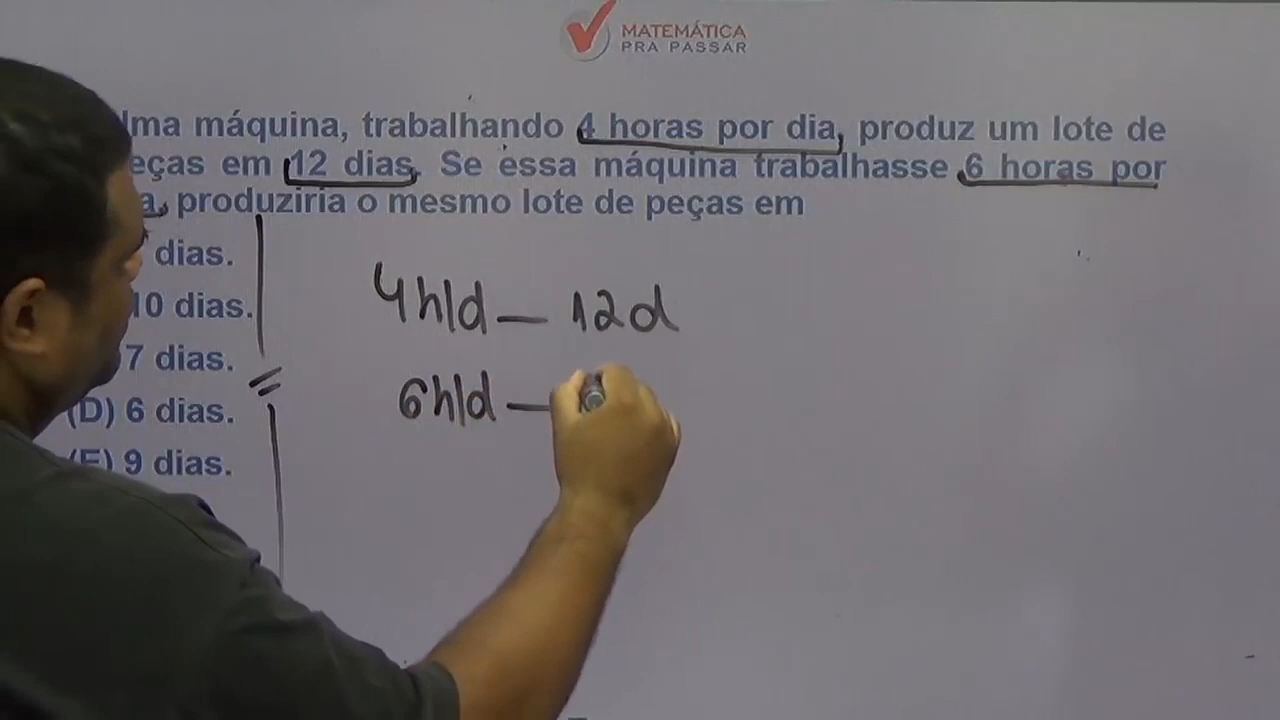 MATEMÁTICA
PRA PASSAR
máquina, trabalhando 4 horas por dia, produz um lote de
em 12 dias. Se essa máquina trabalhasse 6 horas por
produziria o mesmo lote de peças em
dias.
10 dias.
7 dias.
(D) 6 dias.
(E) 9 dias.
4h/d — 12d
6h/d —